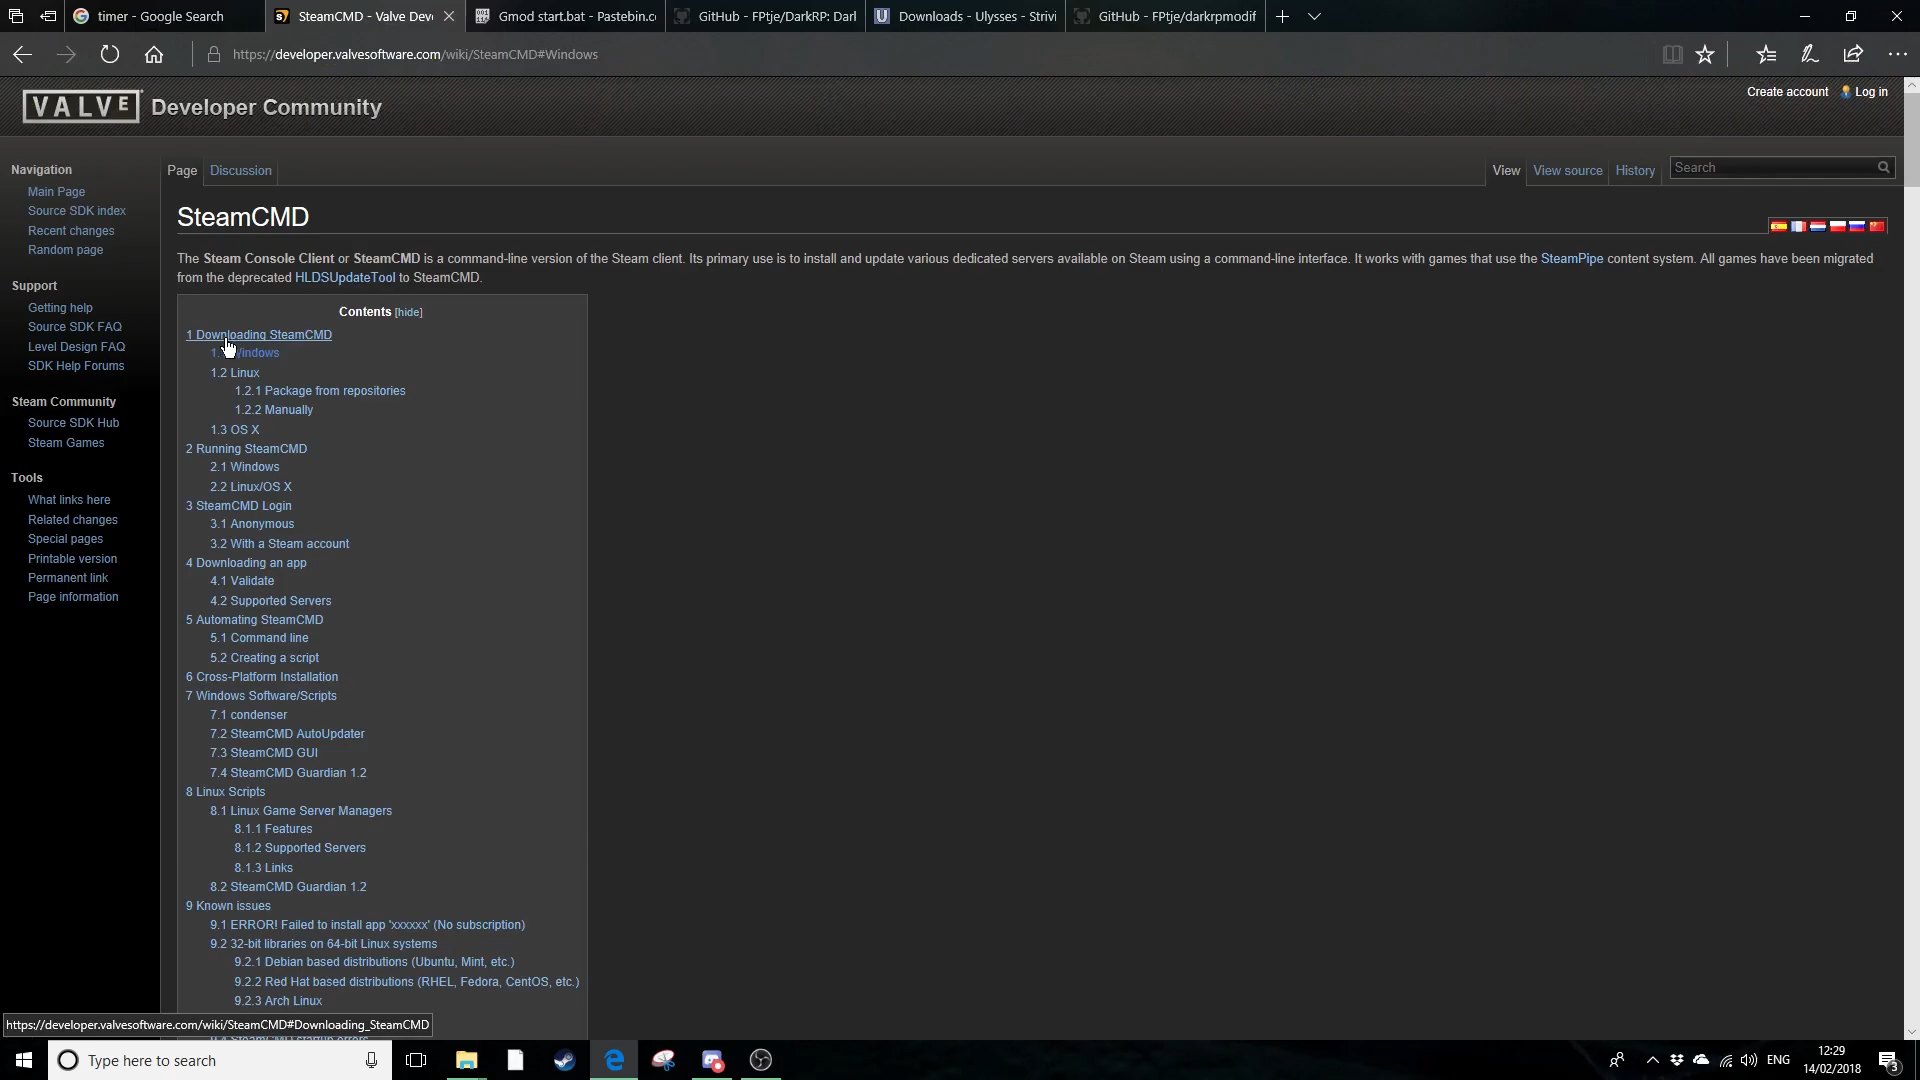 timer - Google Search
SteamCMD - Valve Dev
Gmod start.bat - Pastebin.c
GitHub - FPtje/DarkRP: Darl
Downloads - Ulysses - Strivi
GitHub - FPtje/darkrpmodif
https://developer.valvesoftware.com/wiki/SteamCMD#Windows
VALVE Developer Community
Create account
Log in
Page
Discussion
View
View source
History
Search
Navigation
Main Page
Source SDK index
Recent changes
Random page
Support
Getting help
Source SDK FAQ
Level Design FAQ
SDK Help Forums
Steam Community
Source SDK Hub
Steam Games
Tools
What links here
Related changes
Special pages
Printable version
Permanent link
Page information
SteamCMD
The Steam Console Client or SteamCMD is a command-line version of the Steam client. Its primary use is to install and update various dedicated servers available on Steam using a command-line interface. It works with games that use the SteamPipe content system. All games have been migrated
from the deprecated HLDSUpdateTool to SteamCMD.
Contents [hide]
1 Downloading SteamCMD
1. indows
1.2 Linux
1.2.1 Package from repositories
1.2.2 Manually
1.3 OS X
2 Running SteamCMD
2.1 Windows
2.2 Linux/OS X
3 SteamCMD Login
3.1 Anonymous
3.2 With a Steam account
4 Downloading an app
4.1 Validate
4.2 Supported Servers
5 Automating SteamCMD
5.1 Command line
5.2 Creating a script
6 Cross-Platform Installation
7 Windows Software/Scripts
7.1 condenser
7.2 SteamCMD AutoUpdater
7.3 SteamCMD GUI
7.4 SteamCMD Guardian 1.2
8 Linux Scripts
8.1 Linux Game Server Managers
8.1.1 Features
8.1.2 Supported Servers
8.1.3 Links
8.2 SteamCMD Guardian 1.2
9 Known issues
9.1 ERROR! Failed to install app 'xxxxxx' (No subscription)
9.2 32-bit libraries on 64-bit Linux systems
9.2.1 Debian based distributions (Ubuntu, Mint, etc.)
9.2.2 Red Hat based distributions (RHEL, Fedora, CentOS, etc.)
9.2.3 Arch Linux
https://developer.valvesoftware.com/wiki/SteamCMD#Downloading_SteamCMD
Type here to search
ENG
12:29
14/02/2018
3